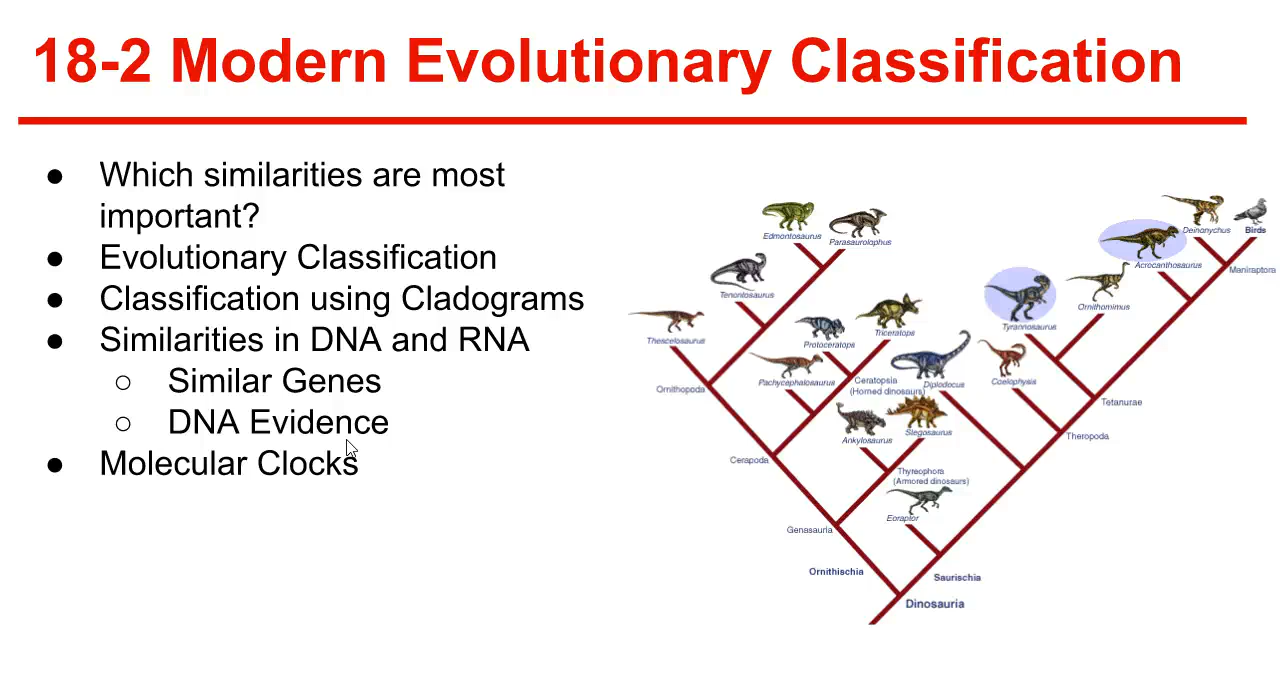 18-2 Modern Evolutionary Classification
● Which similarities are most
important?
● Evolutionary Classification
● Classification using Cladograms
● Similarities in DNA and RNA
○ Similar Genes
○ DNA Evidence
● Molecular Clocks
Edmontosaurus
Parasaurolophus
Tenontosaurus
Thescelosaurus
Ornithopoda
Protoceratops
Triceratops
Pachycephalosaurus
Ceratopsia
(Horned dinosaurs)
Diplodocus
Coelophysis
Tyrannosaurus
Ornithomimus
Acrocanthosaurus
Deinonychus
Birds
Maniraptora
Tetanurae
Theropoda
Ankylosaurus
Stegosaurus
Cerapoda
Thyreophora
(Armored dinosaurs)
Eoraptor
Genasauria
Ornithischia
Saurischia
Dinosauria